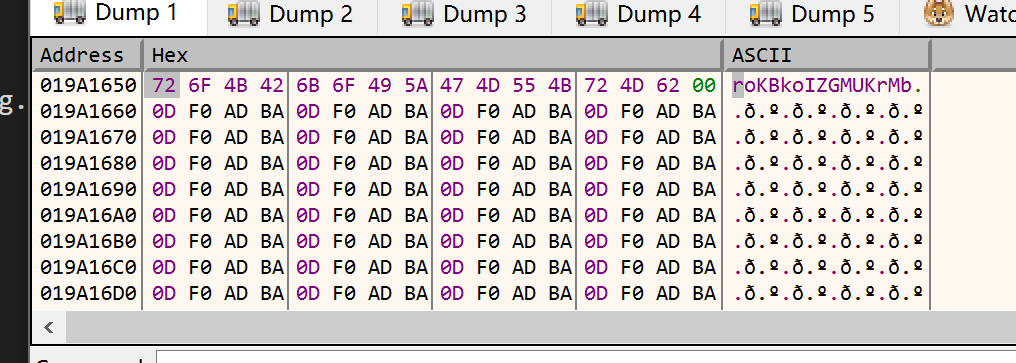 Dump 1 Dump 2 Dump 3 Dump 4 Dump 5 Watc
Address Hex ASCII
019A1650 72 6F 4B 42 6B 6F 49 5A 47 4D 55 4B 72 4D 62 00 roKBkoIZGMUKrMb.
g.
019A1660 0D F0 AD BA 0D F0 AD BA 0D F0 AD BA 0D F0 AD BA .ð.º.ð.º.ð.º.ð.º
019A1670 0D F0 AD BA 0D F0 AD BA 0D F0 AD BA 0D F0 AD BA .ð.º.ð.º.ð.º.ð.º
019A1680 0D F0 AD BA 0D F0 AD BA 0D F0 AD BA 0D F0 AD BA .ð.º.ð.º.ð.º.ð.º
019A1690 0D F0 AD BA 0D F0 AD BA 0D F0 AD BA 0D F0 AD BA .ð.º.ð.º.ð.º.ð.º
019A16A0 0D F0 AD BA 0D F0 AD BA 0D F0 AD BA 0D F0 AD BA .ð.º.ð.º.ð.º.ð.º
019A16B0 0D F0 AD BA 0D F0 AD BA 0D F0 AD BA 0D F0 AD BA .ð.º.ð.º.ð.º.ð.º
019A16C0 0D F0 AD BA 0D F0 AD BA 0D F0 AD BA 0D F0 AD BA .ð.º.ð.º.ð.º.ð.º
019A16D0 0D F0 AD BA 0D F0 AD BA 0D F0 AD BA 0D F0 AD BA .ð.º.ð.º.ð.º.ð.º